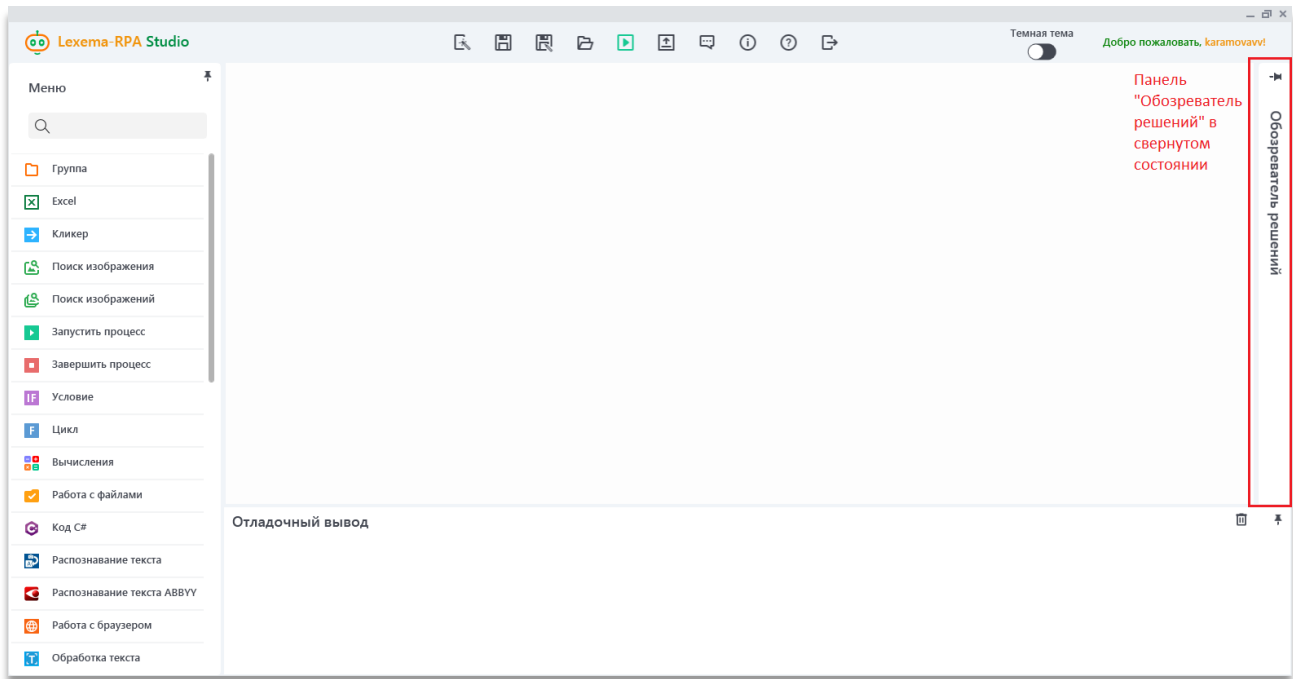 Lexema-RPA Studio
Темная тема
Добро пожаловать, karamovavv!
Меню
Группа
Excel
Кликер
Поиск изображения
Поиск изображений
Запустить процесс
Завершить процесс
IF Условие
F Цикл
Вычисления
Работа с файлами
Код C#
Распознавание текста
Распознавание текста ABBYY
Работа с браузером
Обработка текста
Панель
"Обозреватель
решений" в
свернутом
состоянии
Обозреватель решений
Отладочный вывод